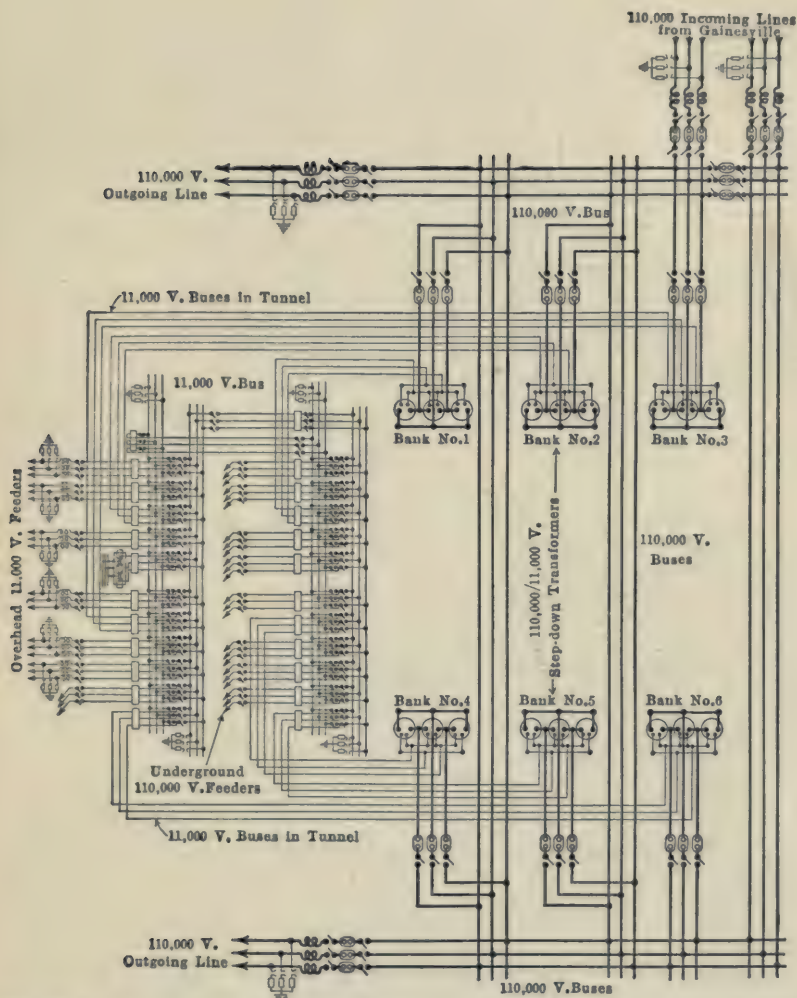 110,000 Incoming Lines
from Gainesville
110,000 V.
Outgoing Line
110,000 V.Bus
11,000 V. Buses in Tunnel
11,000 V.Bus
Bank No.1
Bank No.2
Bank No.3
Overhead 11.000 V. Feeders
110,000/11,000 V.
Step-down Transformers
110,000 V.
Buses
Bank No.4
Bank No.5
Bank No.6
Underground
110,000 V.Feeders
11,000 V. Buses in Tunnel
110,000 V.
Outgoing Line
110,000 V.Buses